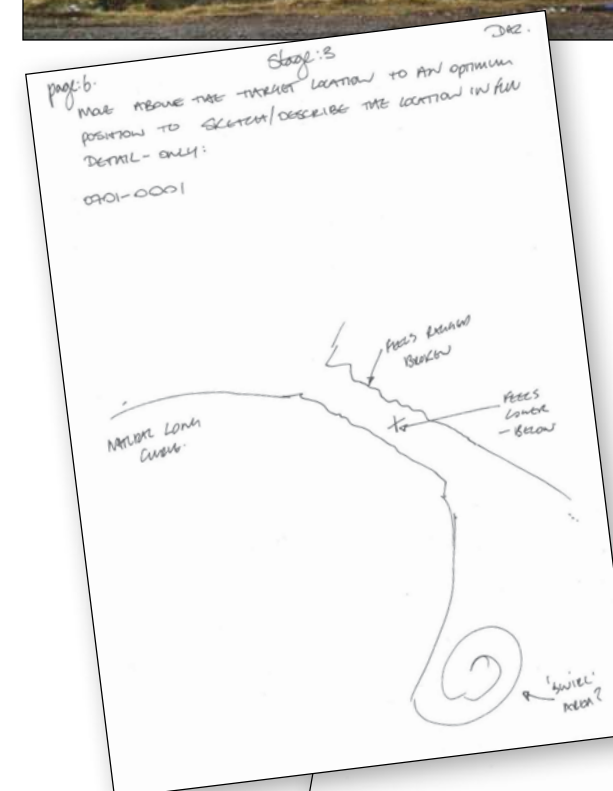 page:6. Stage:3 DAZ.
MOVE ABOVE THE TARGET LOCATION TO AN OPTIMUM
POSITION TO SKETCH/DESCRIBE THE LOCATION IN FULL
DETAIL - ONLY:
0701-0001
FEELS RAGGED
BROKEN
FEELS
LOWER
- BELOW
NATURAL LONG
CURVE.
'SWIRL'
AREA?